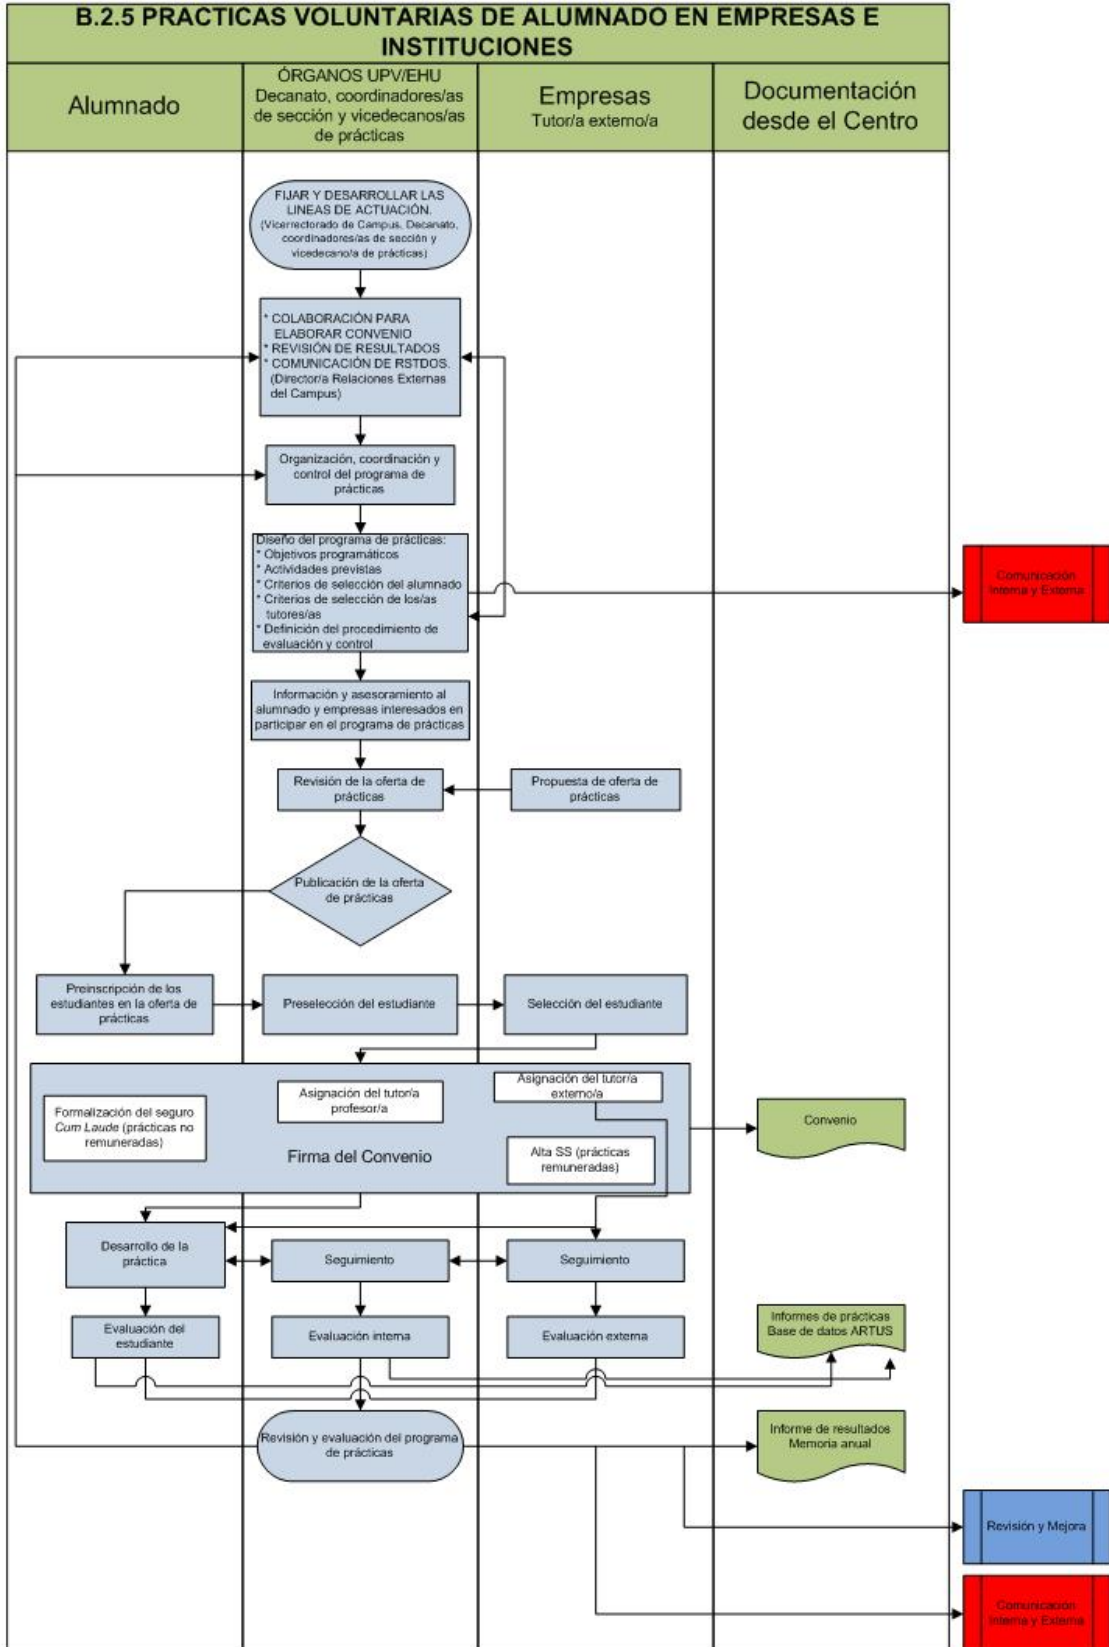 B.2.5 PRACTICAS VOLUNTARIAS DE ALUMNADO EN EMPRESAS E
INSTITUCIONES
Alumnado
ÓRGANOS UPV/EHU
Decanato, coordinadores/as
de sección y vicedecanos/as
de prácticas
Empresas
Tutor/a externo/a
Documentación
desde el Centro
FIJAR Y DESARROLLAR LAS
LINEAS DE ACTUACIÓN.
(Vicerrectorado de Campus, Decanato,
coordinadores/as de sección y
vicedecano/a de prácticas)
* COLABORACIÓN PARA
ELABORAR CONVENIO
* REVISIÓN DE RESULTADOS
* COMUNICACIÓN DE RSTDOS.
(Director/a Relaciones Externas
del Campus)
Organización, coordinación y
control del programa de
prácticas
Diseño del programa de prácticas:
* Objetivos programáticos
* Actividades previstas
* Criterios de selección del alumnado
* Criterios de selección de los/as
tutores/as
* Definición del procedimiento de
evaluación y control
Comunicación
Interna y Externa
Información y asesoramiento al
alumnado y empresas interesados en
participar en el programa de prácticas
Revisión de la oferta de
prácticas
Propuesta de oferta de
prácticas
Publicación de la oferta
de prácticas
Preinscripción de los
estudiantes en la oferta de
prácticas
Preselección del estudiante
Selección del estudiante
Formalización del seguro
Cum Laude (prácticas no
remuneradas)
Asignación del tutor/a
profesor/a
Asignación del tutor/a
externo/a
Firma del Convenio
Alta SS (prácticas
remuneradas)
Convenio
Desarrollo de la
práctica
Seguimiento
Seguimiento
Evaluación del
estudiante
Evaluación interna
Evaluación externa
Informes de prácticas
Base de datos ARTUS
Revisión y evaluación del programa
de prácticas
Informe de resultados
Memoria anual
Revisión y Mejora
Comunicación
Interna y Externa